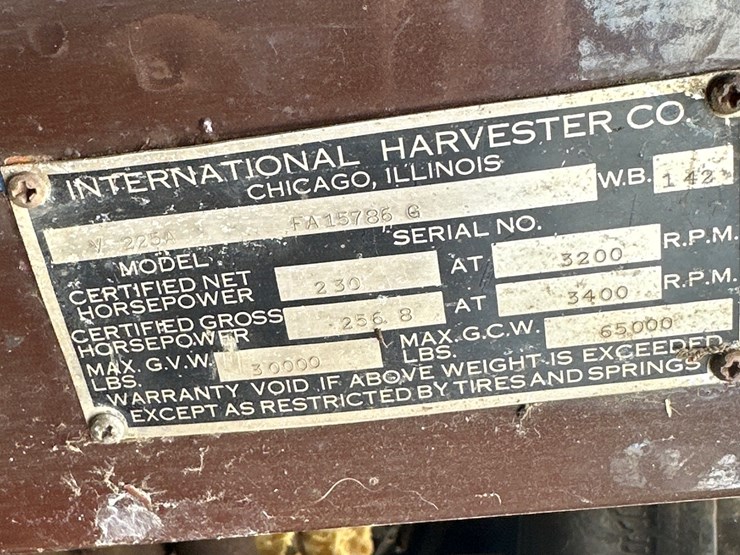 INTERNATIONAL HARVESTER CO.
CHICAGO, ILLINOIS
V 225A FA15786 G W.B. 142
MODEL SERIAL NO.
CERTIFIED NET HORSEPOWER 230 AT 3200 R.P.M.
CERTIFIED GROSS HORSEPOWER 256.8 AT 3400 R.P.M.
MAX. G.V.W. LBS. 30000 MAX. G.C.W. LBS. 65000
WARRANTY VOID IF ABOVE WEIGHT IS EXCEEDED
EXCEPT AS RESTRICTED BY TIRES AND SPRINGS